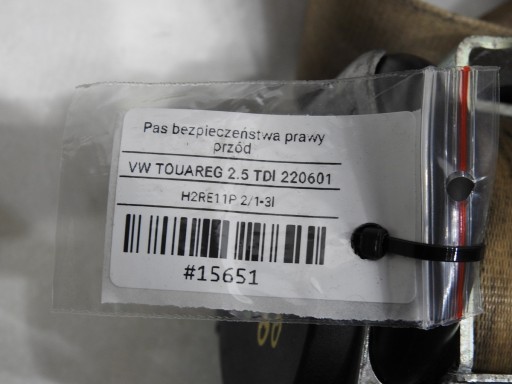 Pas bezpieczeństwa prawy
przód
VW TOUAREG 2.5 TDI 220601
H2RE11P 2/1-3I
#15651